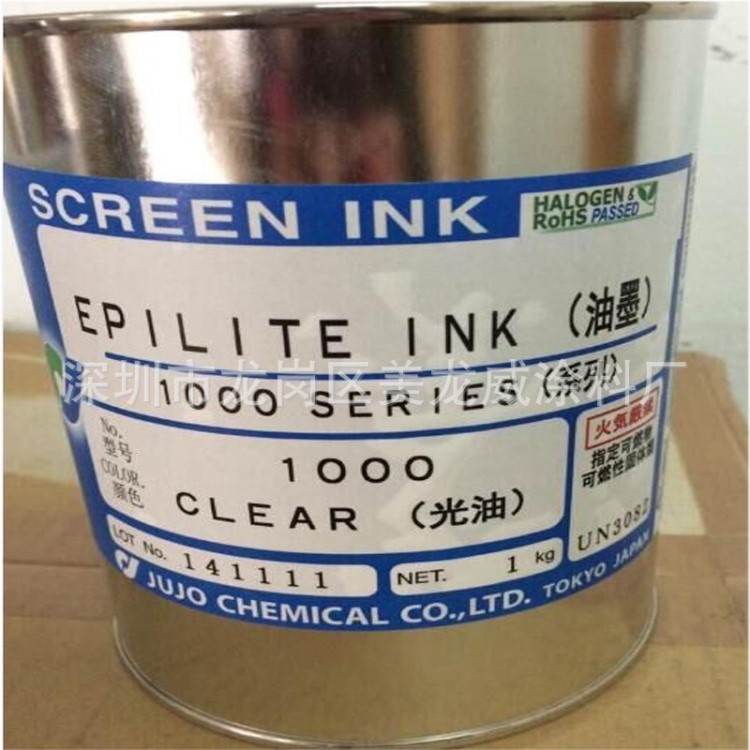 SCREEN INK
HALOGEN &
RoHS PASSED
EPILITE INK (油墨)
深圳市龙岗区美龙威涂料厂
1000 SERIES (系列)
No.
型号
1000
COLOR.
颜色
CLEAR (光油)
火気厳禁
指定可燃物
可燃性固体類
UN3082
LOT No. 141111
NET. 1 kg
JUJO CHEMICAL CO.,LTD. TOKYO JAPAN